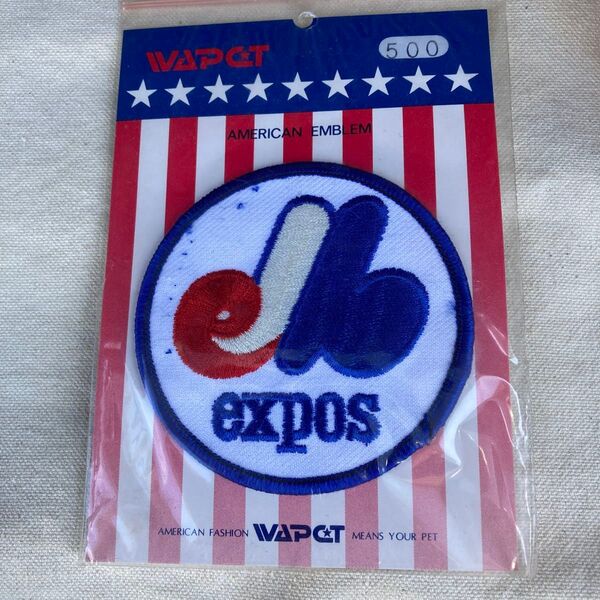 WAPCT
500
AMERICAN EMBLEM
expos
AMERICAN FASHION WAPCT MEANS YOUR PET